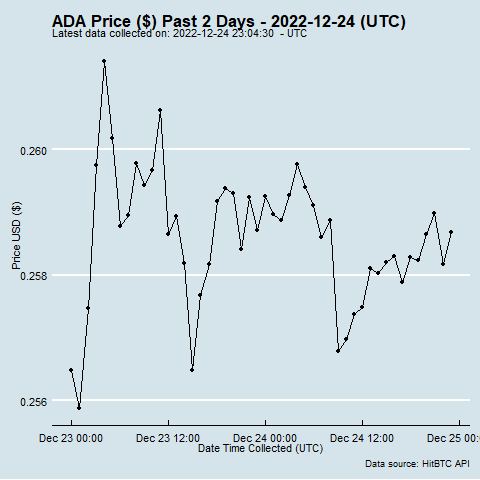 ADA Price ($) Past 2 Days - 2022-12-24 (UTC)
Latest data collected on: 2022-12-24 23:04:30 - UTC
0.260
0.258
0.256
Price USD ($)
Dec 23 00:00 Dec 23 12:00 Dec 24 00:00 Dec 24 12:00 Dec 25 00:
Date Time Collected (UTC)
Data source: HitBTC API